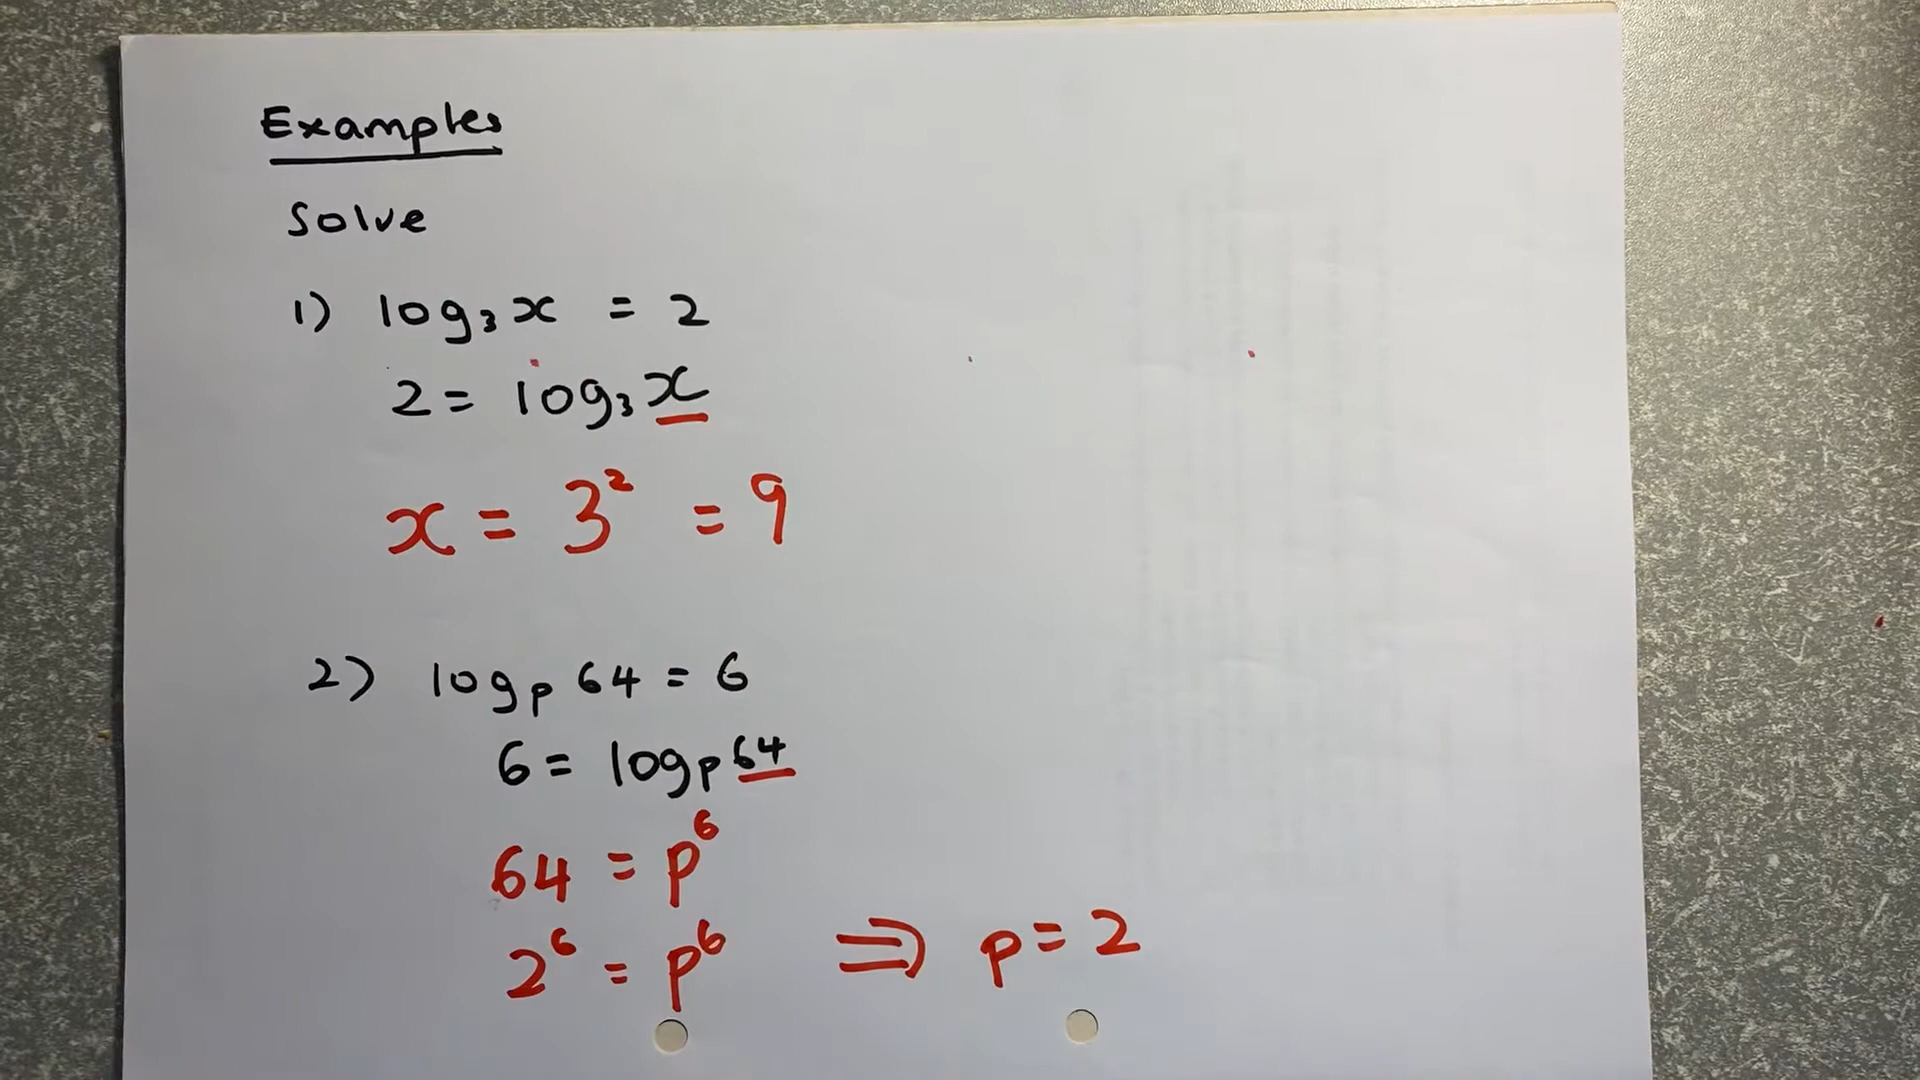 Examples
Solve
1) log₃x = 2
2 = log₃x
x = 3² = 9
2) logₚ64 = 6
6 = logₚ64
64 = p⁶
2⁶ = p⁶ ⇒ p = 2